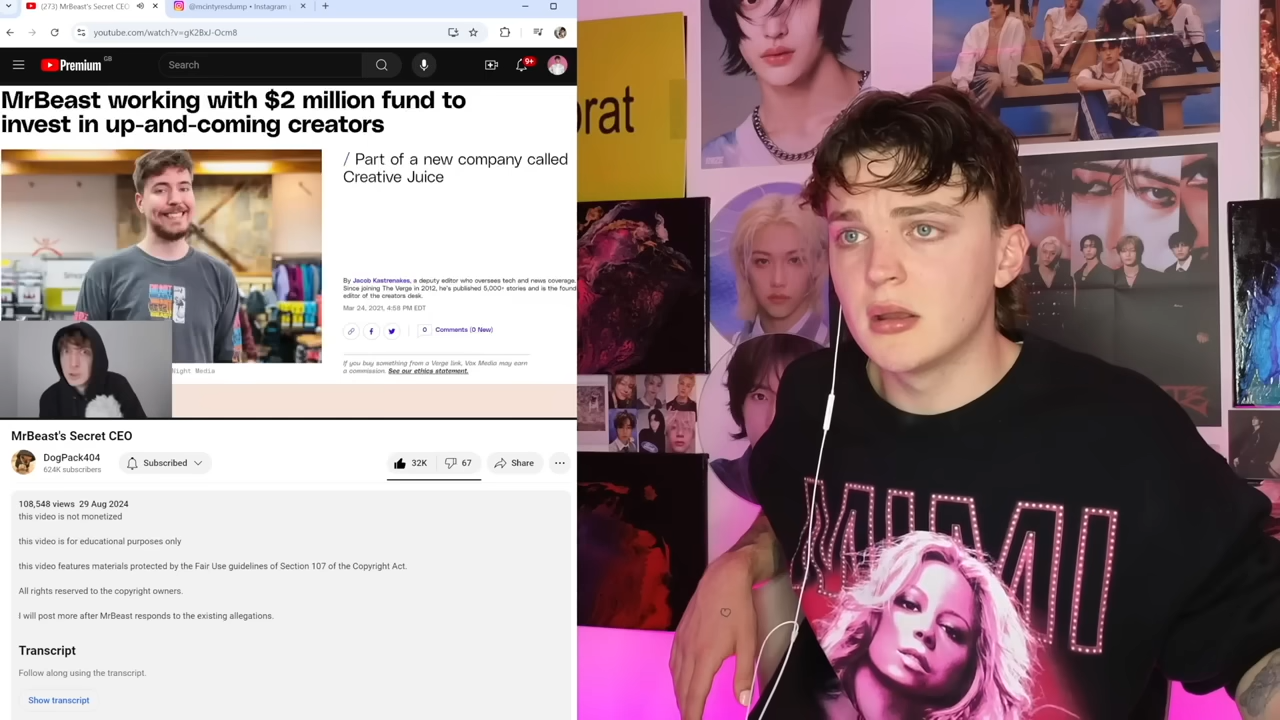 (273) MrBeast's Secret CEO
@mcintyresdump • Instagram
youtube.com/watch?v=gK2BxJ-Ocm8
Premium GB
Search
9+
MrBeast working with $2 million fund to
invest in up-and-coming creators
/ Part of a new company called
Creative Juice
By Jacob Kastrenakes, a deputy editor who oversees tech and news coverage.
Since joining The Verge in 2012, he's published 5,000+ stories and is the found
editor of the creators desk.
Mar 24, 2021, 4:58 PM EDT
0 Comments (0 New)
If you buy something from a Verge link, Vox Media may earn
a commission. See our ethics statement.
Night Media
MrBeast's Secret CEO
DogPack404
624K subscribers
Subscribed
32K
67
Share
108,548 views 29 Aug 2024
this video is not monetized
this video is for educational purposes only
this video features materials protected by the Fair Use guidelines of Section 107 of the Copyright Act.
All rights reserved to the copyright owners.
I will post more after MrBeast responds to the existing allegations.
Transcript
Follow along using the transcript.
Show transcript
orat
MIMI